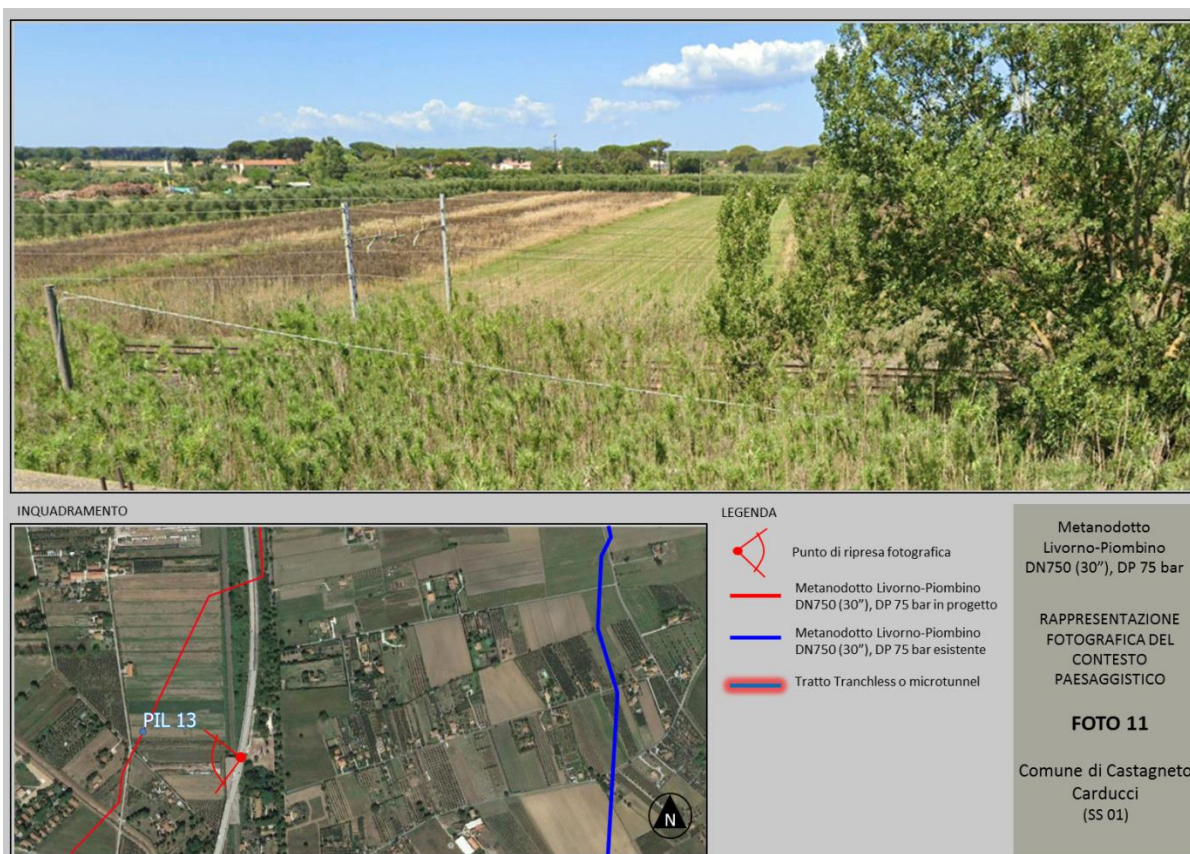 INQUADRAMENTO
PIL 13
N
LEGENDA
Punto di ripresa fotografica
Metanodotto Livorno-Piombino
DN750 (30”), DP 75 bar in progetto
Metanodotto Livorno-Piombino
DN750 (30”), DP 75 bar esistente
Tratto Tranchless o microtunnel
Metanodotto
Livorno-Piombino
DN750 (30”), DP 75 bar
RAPPRESENTAZIONE
FOTOGRAFICA DEL
CONTESTO
PAESAGGISTICO
FOTO 11
Comune di Castagneto
Carducci
(SS 01)